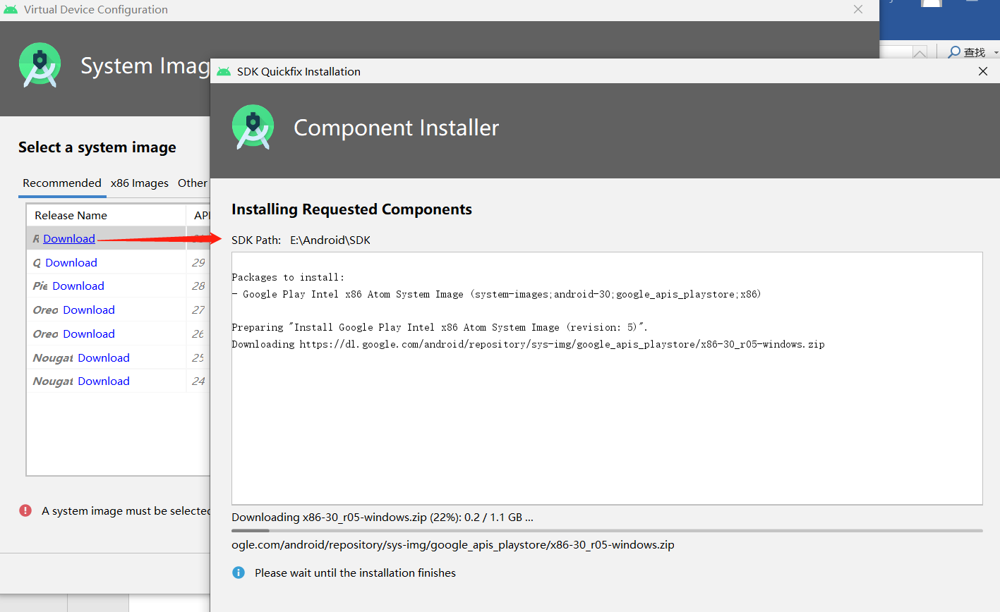 Virtual Device Configuration
查找
System Imag
SDK Quickfix Installation
Component Installer
Select a system image
Recommended x86 Images Other
Release Name API
R Download
Q Download 29
Pie Download 28
Oreo Download 27
Oreo Download 26
Nougat Download 25
Nougat Download 24
A system image must be selected
Installing Requested Components
SDK Path: E:\Android\SDK
Packages to install:
- Google Play Intel x86 Atom System Image (system-images;android-30;google_apis_playstore;x86)
Preparing "Install Google Play Intel x86 Atom System Image (revision: 5)".
Downloading https://dl.google.com/android/repository/sys-img/google_apis_playstore/x86-30_r05-windows.zip
Downloading x86-30_r05-windows.zip (22%): 0.2 / 1.1 GB ...
ogle.com/android/repository/sys-img/google_apis_playstore/x86-30_r05-windows.zip
Please wait until the installation finishes